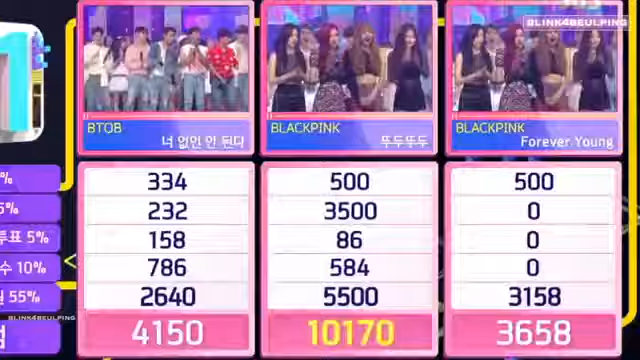 BLINK4BEULPING
BTOB
너 없인 안 된다
BLACKPINK
뚜두뚜두
BLACKPINK
Forever Young
%
334
500
500
5%
232
3500
0
투표 5%
158
86
0
수 10%
786
584
0
55%
2640
5500
3158
BLINK4BEULPING
점
4150
10170
3658